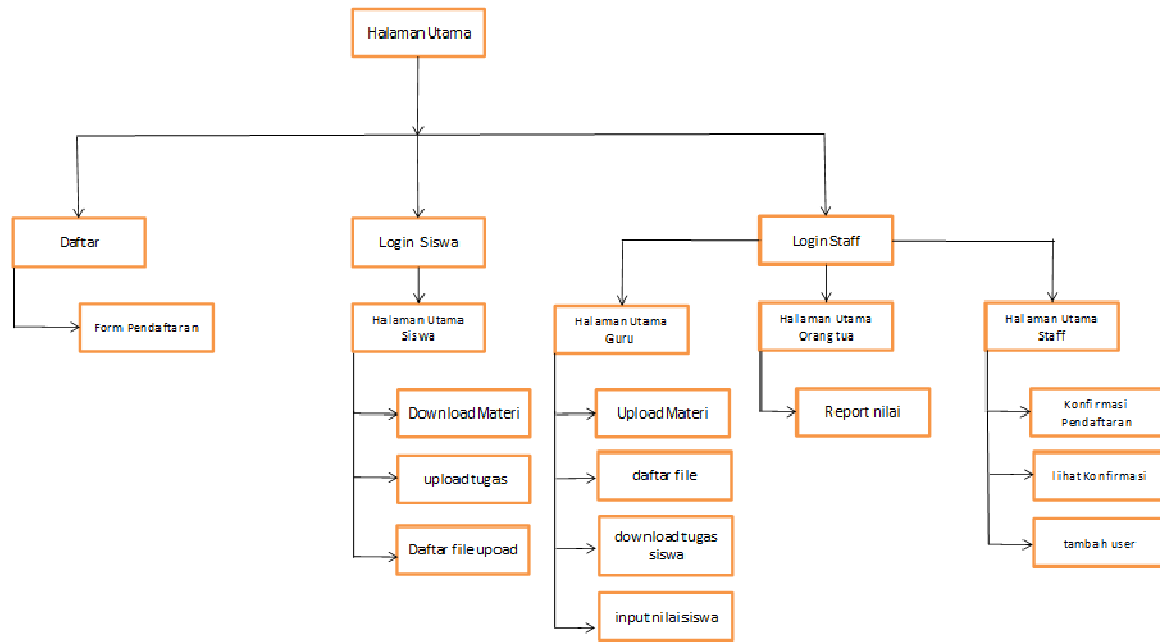 Halaman Utama
Daftar
Login Siswa
Login Staff
Form Pendaftaran
Halaman Utama
Siswa
Halaman Utama
Guru
Halaman Utama
Orang tua
Halaman Utama
Staff
Download Materi
Upload Materi
Report nilai
Konfirmasi
Pendaftaran
upload tugas
daftar file
lihat Konfirmasi
Daftar file upoad
download tugas
siswa
tambah user
input nilai siswa